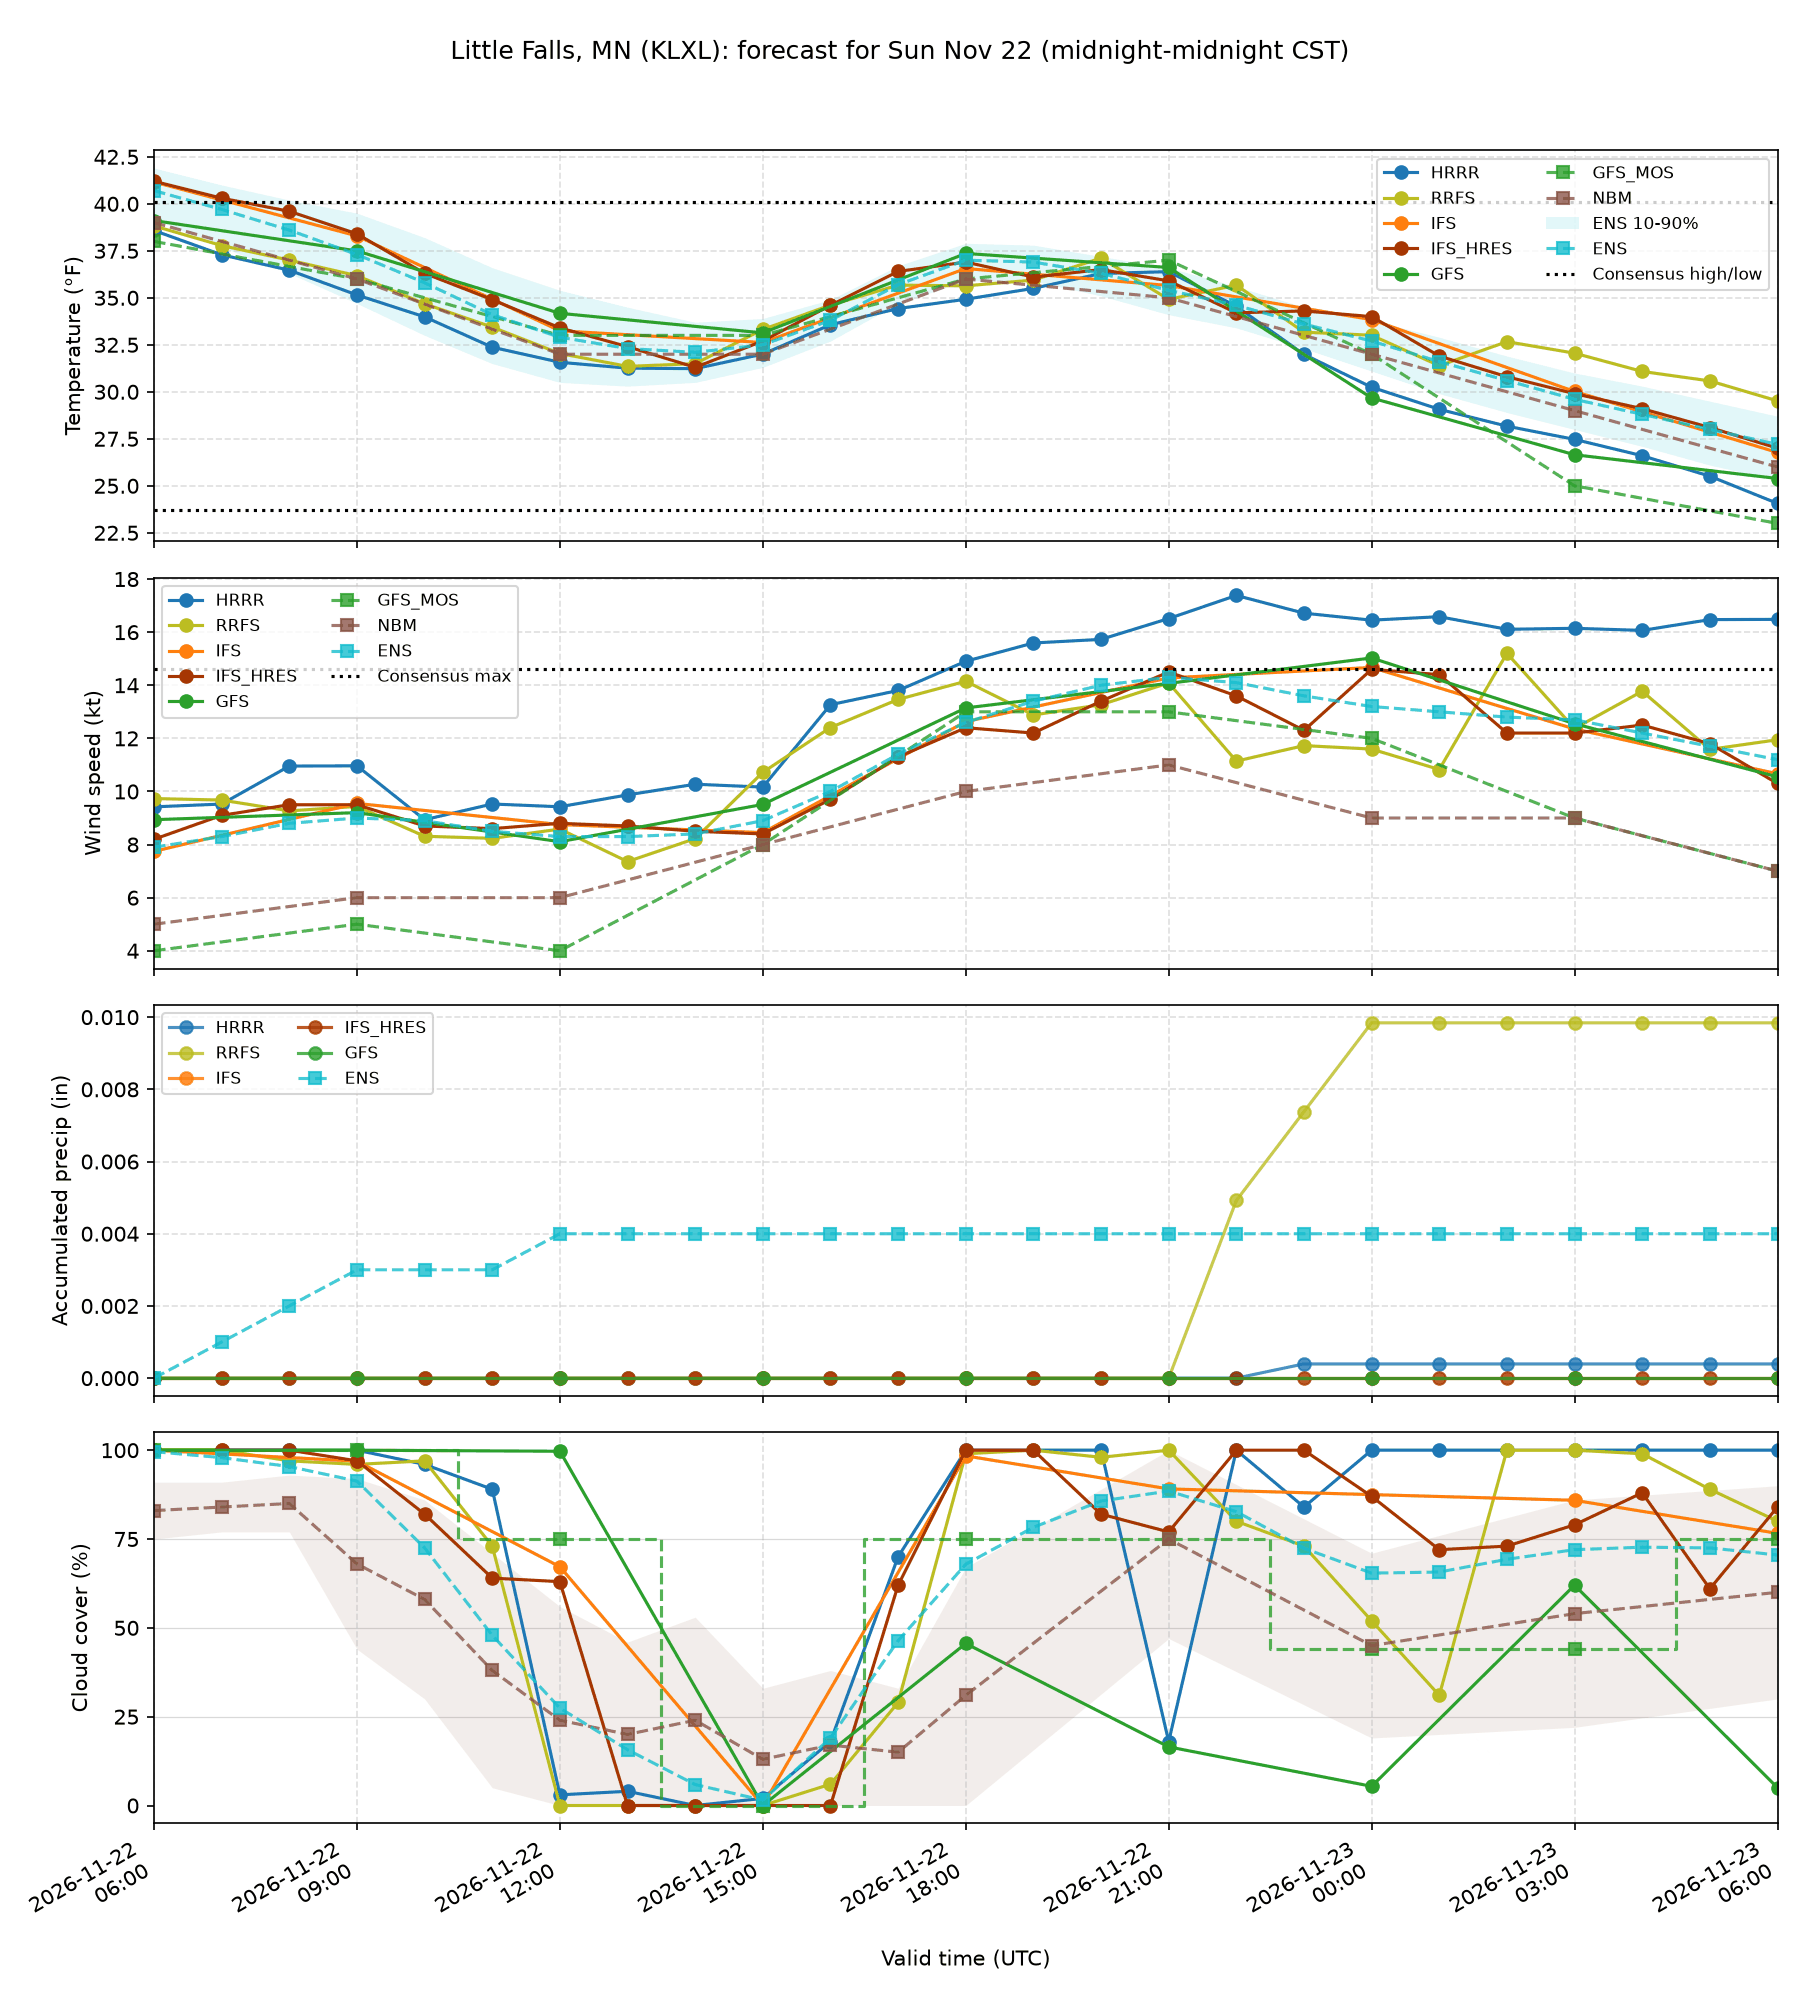 Little Falls, MN (KLXL): forecast for Sun Nov 22 (midnight-midnight CST)
42.5
40.0
37.5
35.0
32.5
30.0
27.5
25.0
22.5
Temperature (°F)
HRRR
RRFS
IFS
IFS_HRES
GFS
GFS_MOS
NBM
ENS 10-90%
ENS
Consensus high/low
18
16
14
12
10
8
6
4
Wind speed (kt)
HRRR
RRFS
IFS
IFS_HRES
GFS
GFS_MOS
NBM
ENS
Consensus max
0.010
0.008
0.006
0.004
0.002
0.000
Accumulated precip (in)
HRRR
RRFS
IFS
IFS_HRES
GFS
ENS
100
75
50
25
0
Cloud cover (%)
2026-11-22
06:00
2026-11-22
09:00
2026-11-22
12:00
2026-11-22
15:00
2026-11-22
18:00
2026-11-22
21:00
2026-11-23
00:00
2026-11-23
03:00
2026-11-23
06:00
Valid time (UTC)